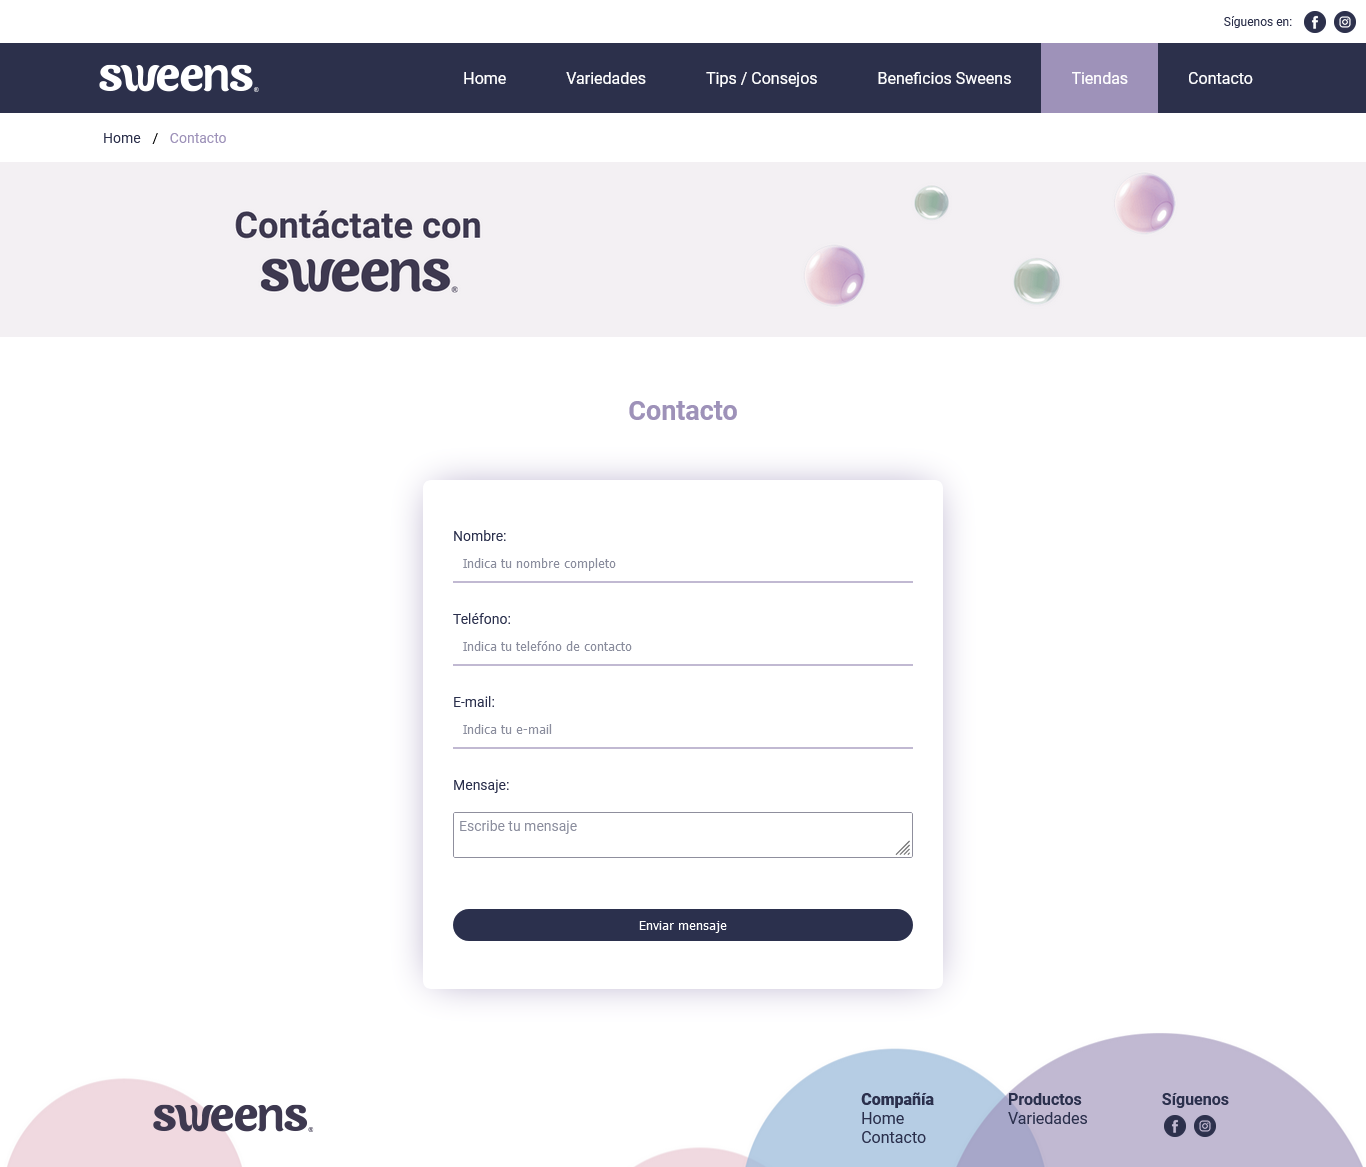 Síguenos en:
sweens®
Home
Variedades
Tips / Consejos
Beneficios Sweens
Tiendas
Contacto
Home / Contacto
Contáctate con
sweens®
Contacto
Nombre:
Indica tu nombre completo
Teléfono:
Indica tu telefóno de contacto
E-mail:
Indica tu e-mail
Mensaje:
Escribe tu mensaje
Enviar mensaje
sweens®
Compañía
Home
Contacto
Productos
Variedades
Síguenos